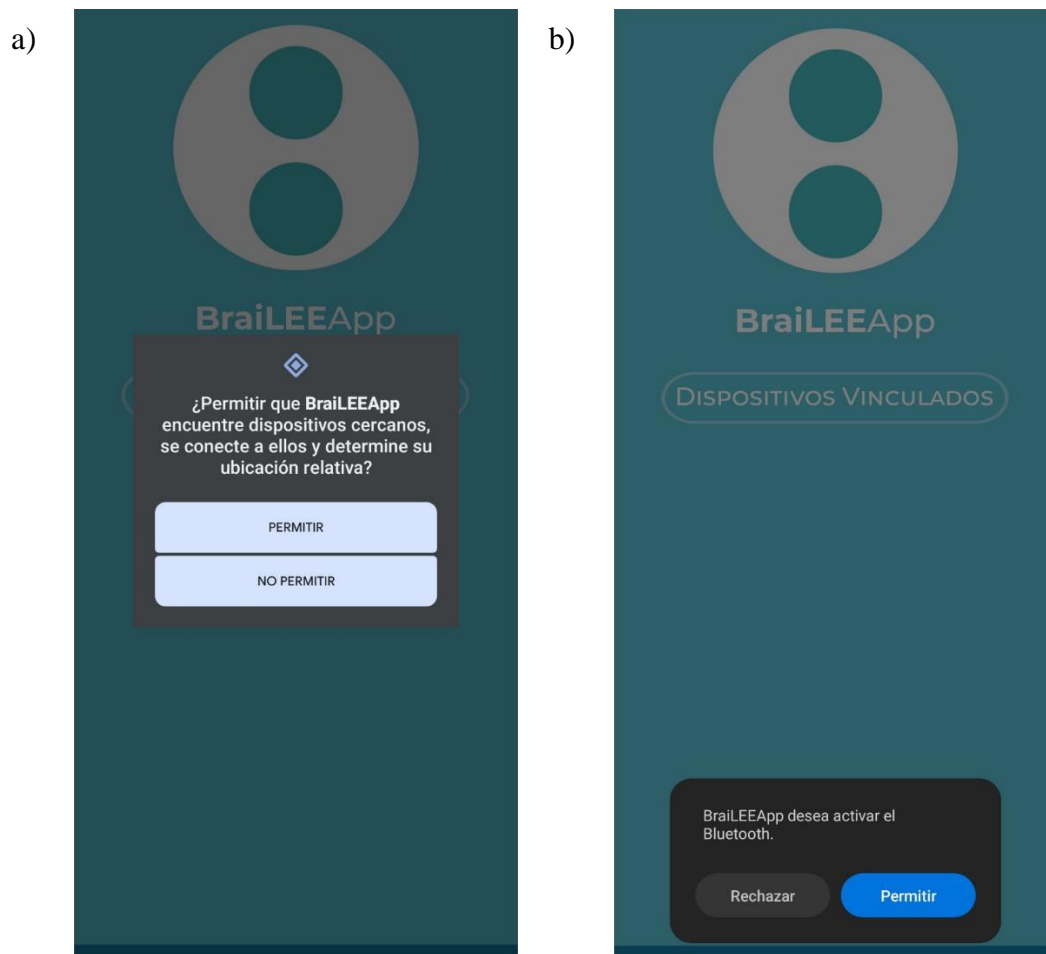 a)
BraiLEEApp
¿Permitir que BraiLEEApp
encuentre dispositivos cercanos,
se conecte a ellos y determine su
ubicación relativa?
PERMITIR
NO PERMITIR
b)
BraiLEEApp
DISPOSITIVOS VINCULADOS
BraiLEEApp desea activar el
Bluetooth.
Rechazar
Permitir